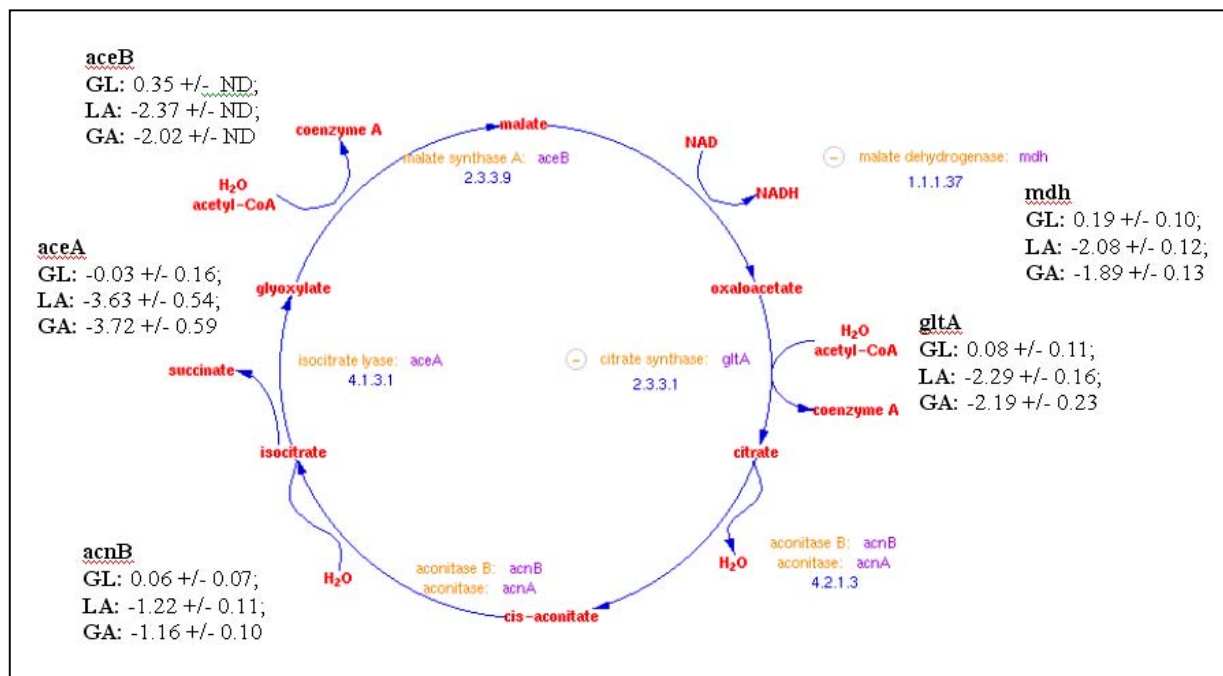 aceB
GL: 0.35 +/- ND;
LA: -2.37 +/- ND;
GA: -2.02 +/- ND
coenzyme A
malate
NAD
malate synthase A: aceB
2.3.3.9
− malate dehydrogenase: mdh
1.1.1.37
H₂O
acetyl-CoA
NADH
mdh
GL: 0.19 +/- 0.10;
LA: -2.08 +/- 0.12;
GA: -1.89 +/- 0.13
aceA
GL: -0.03 +/- 0.16;
LA: -3.63 +/- 0.54;
GA: -3.72 +/- 0.59
glyoxylate
oxaloacetate
H₂O
acetyl-CoA
gltA
GL: 0.08 +/- 0.11;
LA: -2.29 +/- 0.16;
GA: -2.19 +/- 0.23
succinate
isocitrate lyase: aceA
4.1.3.1
− citrate synthase: gltA
2.3.3.1
coenzyme A
isocitrate
citrate
acnB
GL: 0.06 +/- 0.07;
LA: -1.22 +/- 0.11;
GA: -1.16 +/- 0.10
H₂O
aconitase B: acnB
aconitase: acnA
H₂O
aconitase B: acnB
aconitase: acnA
4.2.1.3
cis-aconitate